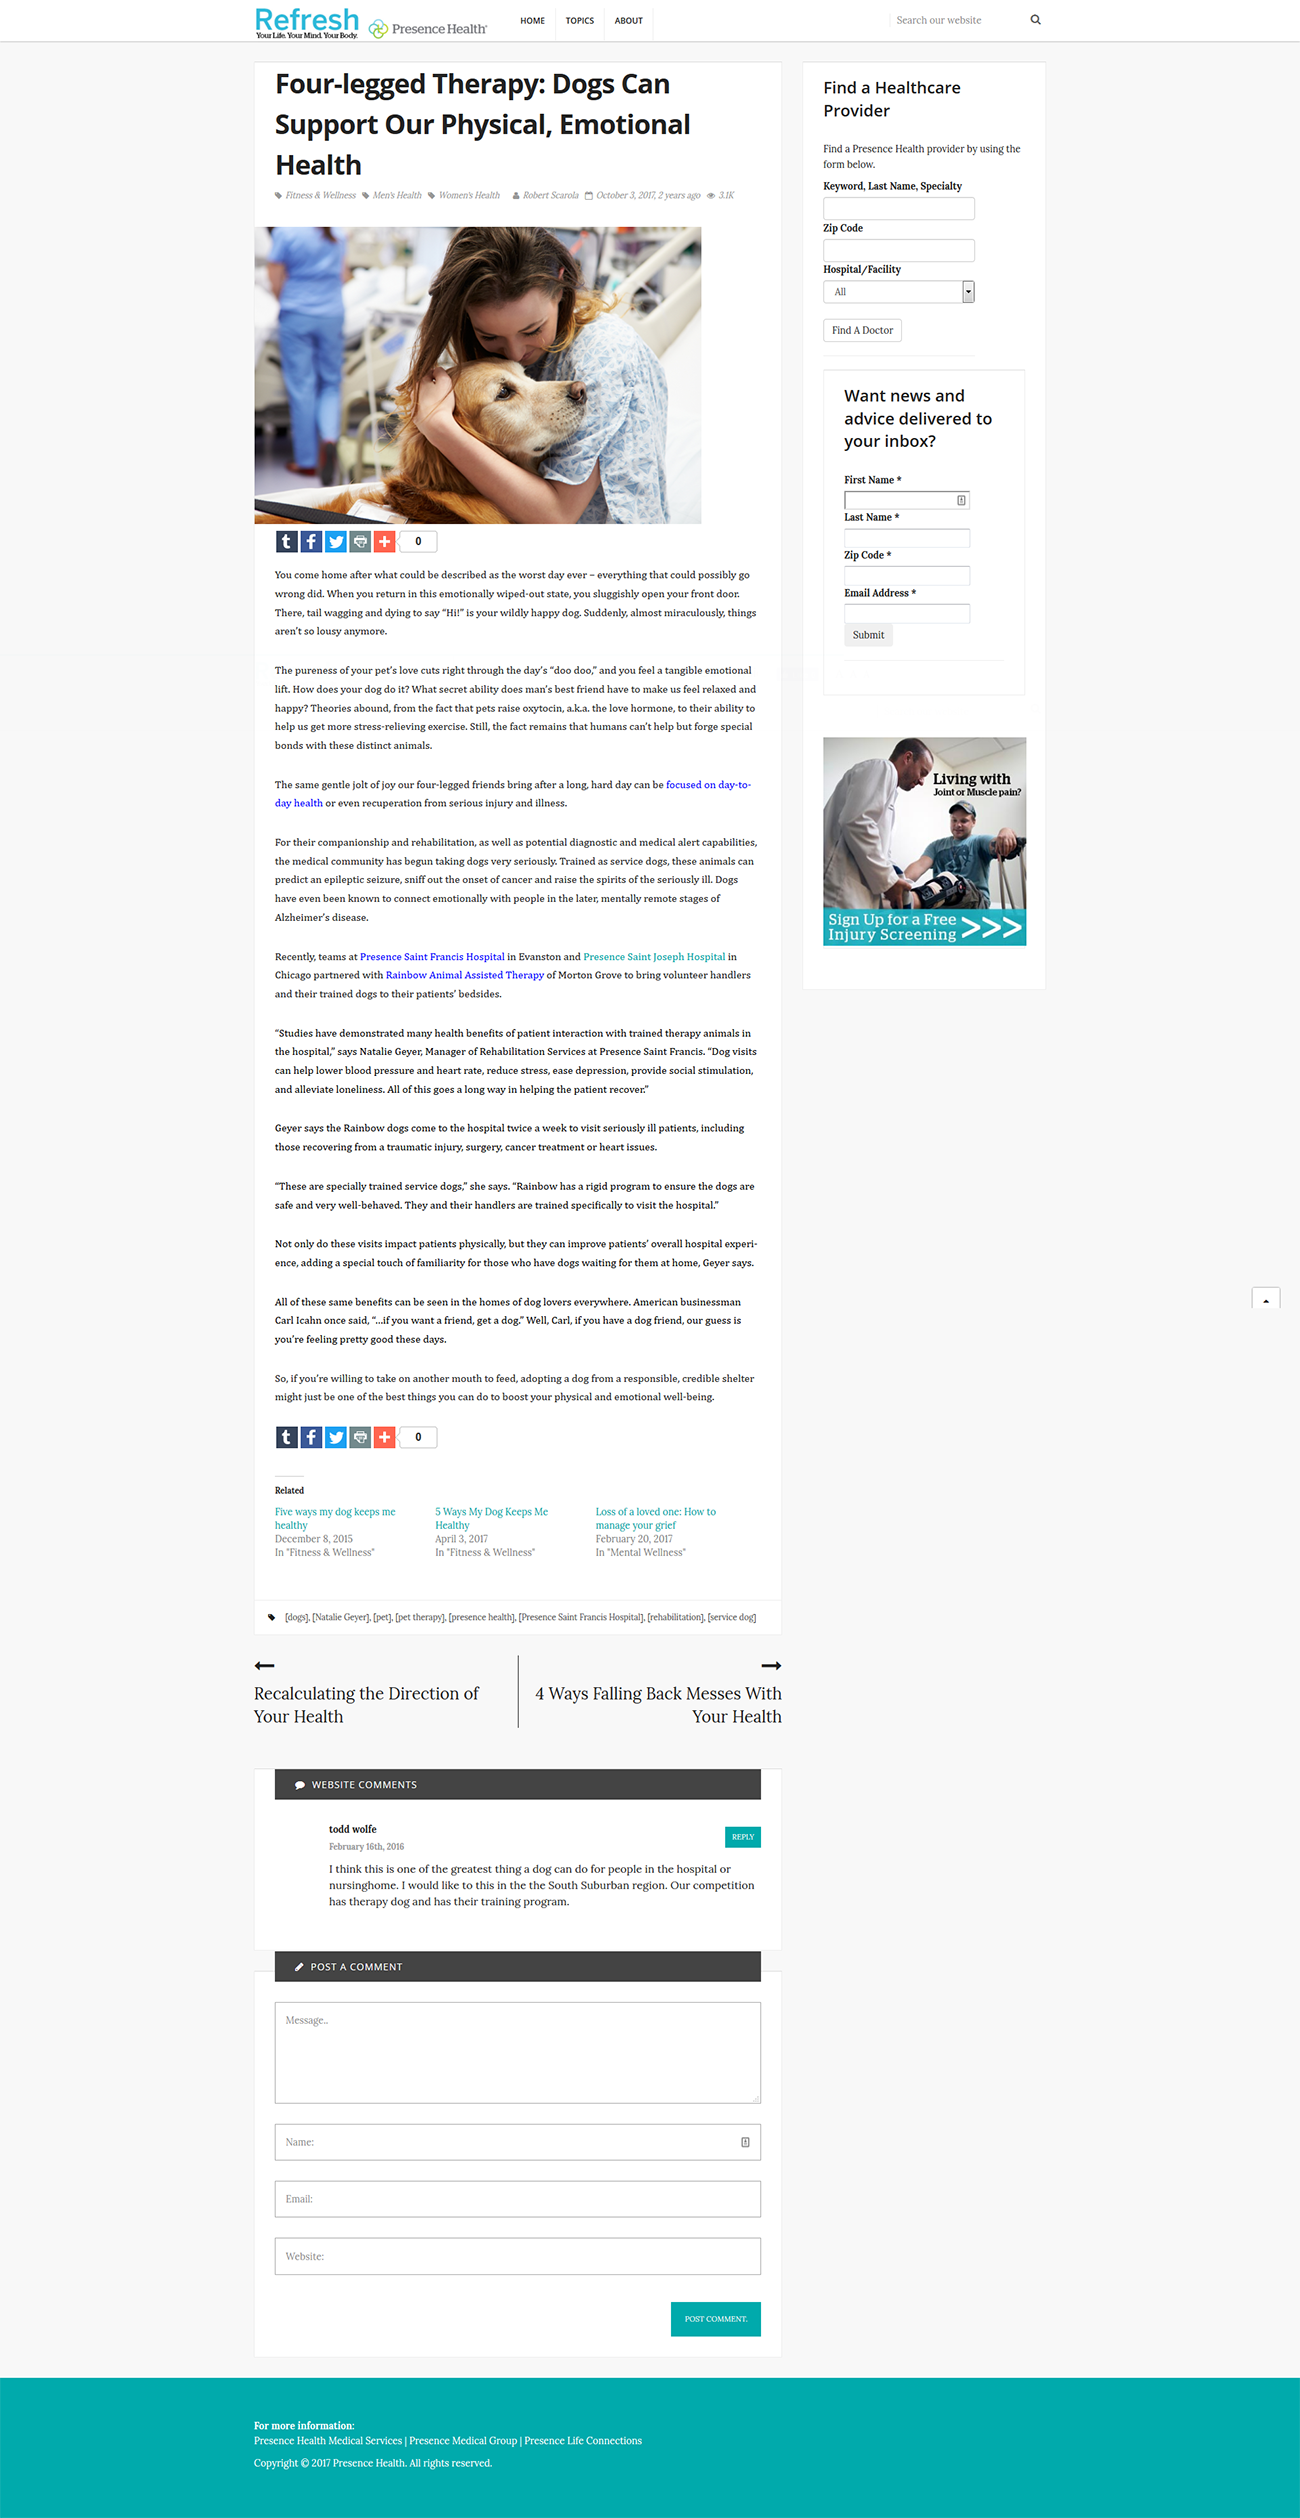 Refresh
Your Life. Your Mind. Your Body.
Presence Health
HOME TOPICS ABOUT
Search our website
Four-legged Therapy: Dogs Can
Support Our Physical, Emotional
Health
Fitness & Wellness Men's Health Women's Health Robert Scarola October 3, 2017, 2 years ago 3.1K
0
You come home after what could be described as the worst day ever – everything that could possibly go
wrong did. When you return in this emotionally wiped-out state, you sluggishly open your front door.
There, tail wagging and dying to say “Hi!” is your wildly happy dog. Suddenly, almost miraculously, things
aren’t so lousy anymore.
The pureness of your pet’s love cuts right through the day’s “doo doo,” and you feel a tangible emotional
lift. How does your dog do it? What secret ability does man’s best friend have to make us feel relaxed and
happy? Theories abound, from the fact that pets raise oxytocin, a.k.a. the love hormone, to their ability to
help us get more stress-relieving exercise. Still, the fact remains that humans can’t help but forge special
bonds with these distinct animals.
The same gentle jolt of joy our four-legged friends bring after a long, hard day can be focused on day-to-
day health or even recuperation from serious injury and illness.
For their companionship and rehabilitation, as well as potential diagnostic and medical alert capabilities,
the medical community has begun taking dogs very seriously. Trained as service dogs, these animals can
predict an epileptic seizure, sniff out the onset of cancer and raise the spirits of the seriously ill. Dogs
have even been known to connect emotionally with people in the later, mentally remote stages of
Alzheimer’s disease.
Recently, teams at Presence Saint Francis Hospital in Evanston and Presence Saint Joseph Hospital in
Chicago partnered with Rainbow Animal Assisted Therapy of Morton Grove to bring volunteer handlers
and their trained dogs to their patients’ bedsides.
“Studies have demonstrated many health benefits of patient interaction with trained therapy animals in
the hospital,” says Natalie Geyer, Manager of Rehabilitation Services at Presence Saint Francis. “Dog visits
can help lower blood pressure and heart rate, reduce stress, ease depression, provide social stimulation,
and alleviate loneliness. All of this goes a long way in helping the patient recover.”
Geyer says the Rainbow dogs come to the hospital twice a week to visit seriously ill patients, including
those recovering from a traumatic injury, surgery, cancer treatment or heart issues.
“These are specially trained service dogs,” she says. “Rainbow has a rigid program to ensure the dogs are
safe and very well-behaved. They and their handlers are trained specifically to visit the hospital.”
Not only do these visits impact patients physically, but they can improve patients’ overall hospital experi-
ence, adding a special touch of familiarity for those who have dogs waiting for them at home, Geyer says.
All of these same benefits can be seen in the homes of dog lovers everywhere. American businessman
Carl Icahn once said, “…if you want a friend, get a dog.” Well, Carl, if you have a dog friend, our guess is
you’re feeling pretty good these days.
So, if you’re willing to take on another mouth to feed, adopting a dog from a responsible, credible shelter
might just be one of the best things you can do to boost your physical and emotional well-being.
0
Related
Five ways my dog keeps me
healthy
December 8, 2015
In "Fitness & Wellness"
5 Ways My Dog Keeps Me
Healthy
April 3, 2017
In "Fitness & Wellness"
Loss of a loved one: How to
manage your grief
February 20, 2017
In "Mental Wellness"
[dogs], [Natalie Geyer], [pet], [pet therapy], [presence health], [Presence Saint Francis Hospital], [rehabilitation], [service dog]
Recalculating the Direction of
Your Health
4 Ways Falling Back Messes With
Your Health
WEBSITE COMMENTS
todd wolfe
February 16th, 2016
REPLY
I think this is one of the greatest thing a dog can do for people in the hospital or
nursinghome. I would like to this in the the South Suburban region. Our competition
has therapy dog and has their training program.
POST A COMMENT
Message..
Name:
Email:
Website:
POST COMMENT.
Find a Healthcare
Provider
Find a Presence Health provider by using the
form below.
Keyword, Last Name, Specialty
Zip Code
Hospital/Facility
All
Find A Doctor
Want news and
advice delivered to
your inbox?
First Name *
Last Name *
Zip Code *
Email Address *
Submit
Living with
Joint or Muscle pain?
Sign Up for a Free
Injury Screening >>>
For more information:
Presence Health Medical Services | Presence Medical Group | Presence Life Connections
Copyright © 2017 Presence Health. All rights reserved.